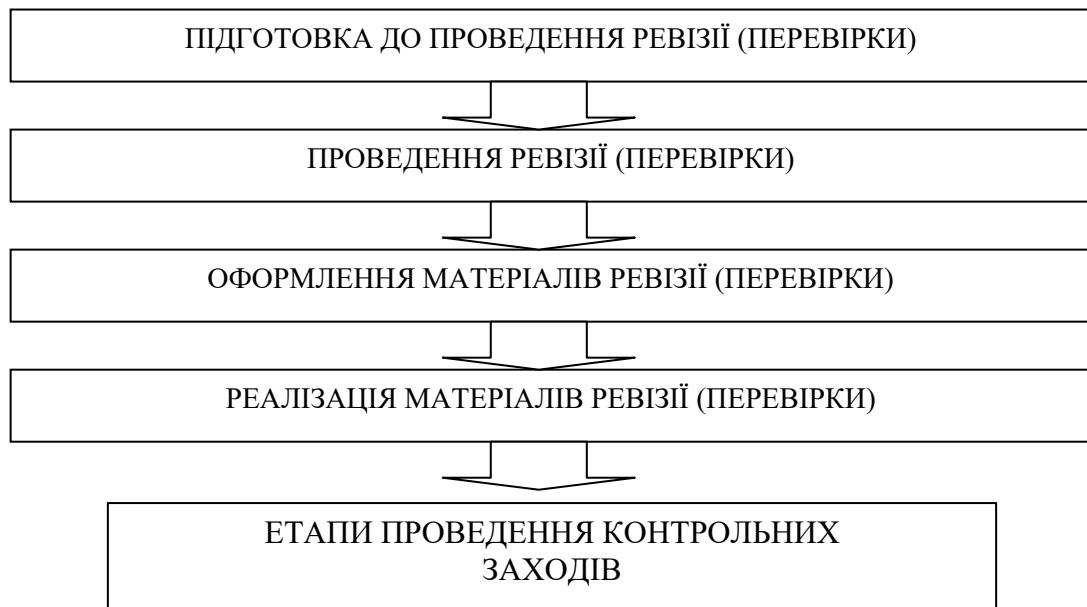 ПІДГОТОВКА ДО ПРОВЕДЕННЯ РЕВІЗІЇ (ПЕРЕВІРКИ)
ПРОВЕДЕННЯ РЕВІЗІЇ (ПЕРЕВІРКИ)
ОФОРМЛЕННЯ МАТЕРІАЛІВ РЕВІЗІЇ (ПЕРЕВІРКИ)
РЕАЛІЗАЦІЯ МАТЕРІАЛІВ РЕВІЗІЇ (ПЕРЕВІРКИ)
ЕТАПИ ПРОВЕДЕННЯ КОНТРОЛЬНИХ
ЗАХОДІВ